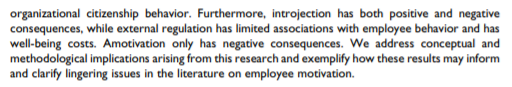 organizational citizenship behavior. Furthermore, introjection has both positive and negative
consequences, while external regulation has limited associations with employee behavior and has
well-being costs. Amotivation only has negative consequences. We address conceptual and
methodological implications arising from this research and exemplify how these results may inform
and clarify lingering issues in the literature on employee motivation.